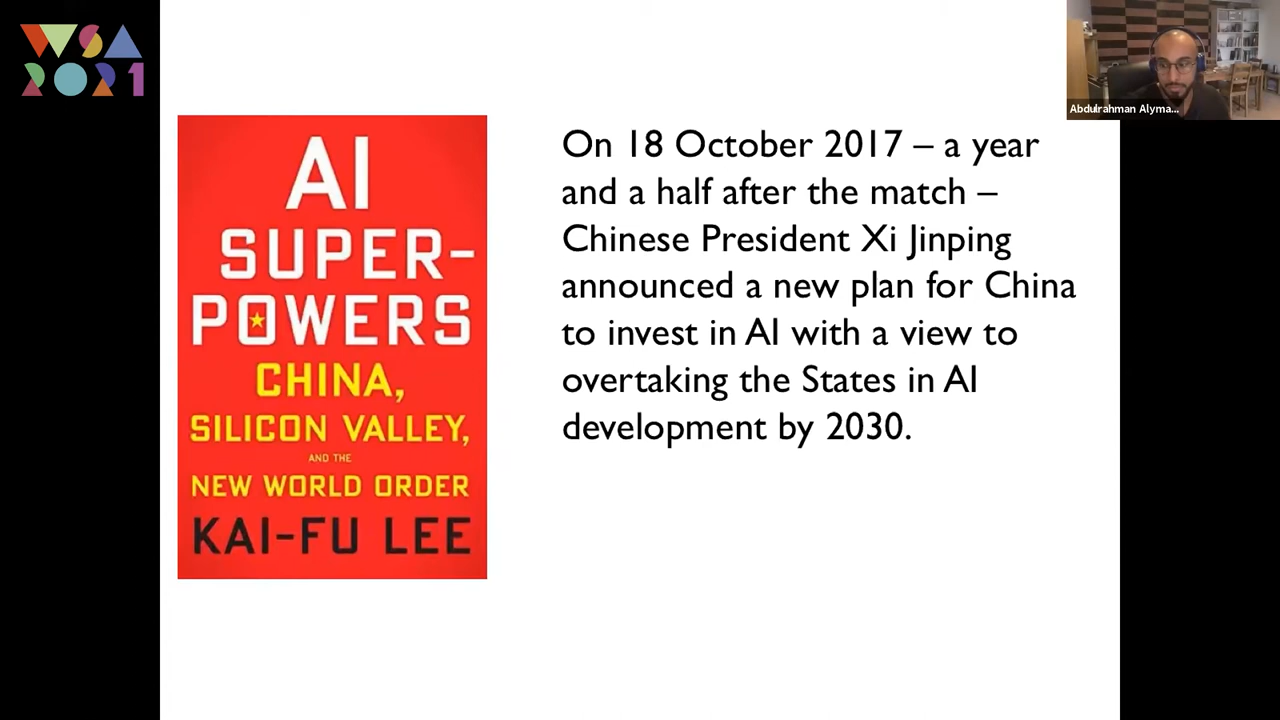 WSA
2021
Abdulrahman Alyma...
AI
SUPER-
POWERS
CHINA,
SILICON VALLEY,
AND THE
NEW WORLD ORDER
KAI-FU LEE
On 18 October 2017 – a year
and a half after the match –
Chinese President Xi Jinping
announced a new plan for China
to invest in AI with a view to
overtaking the States in AI
development by 2030.